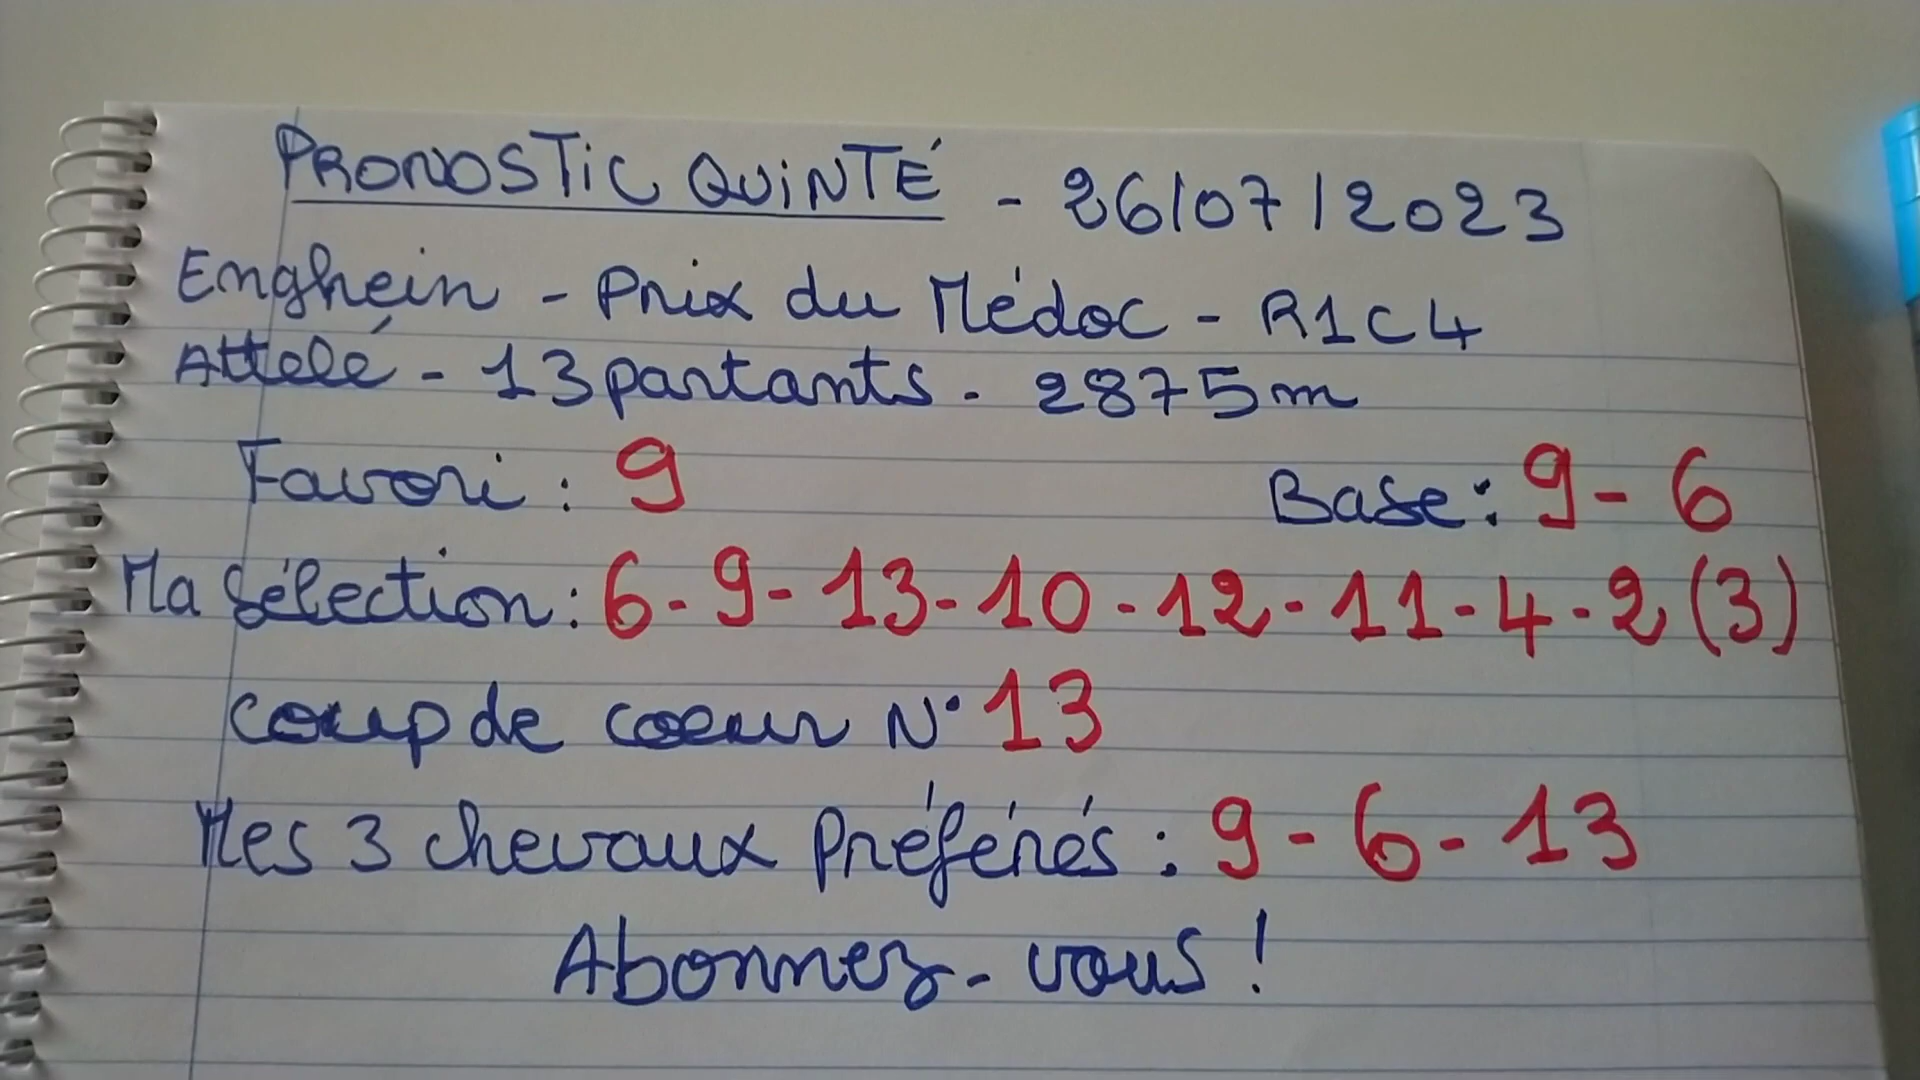 PRONOSTIC QUINTÉ - 26/07/2023
Enghein - Prix du Médoc - R1C4
Attelé - 13 partants - 2875m
Favori : 9 Base : 9 - 6
Ma Sélection : 6 - 9 - 13 - 10 - 12 - 11 - 4 - 2 (3)
coup de coeur N° 13
Mes 3 chevaux Préférés : 9 - 6 - 13
Abonnez-vous !